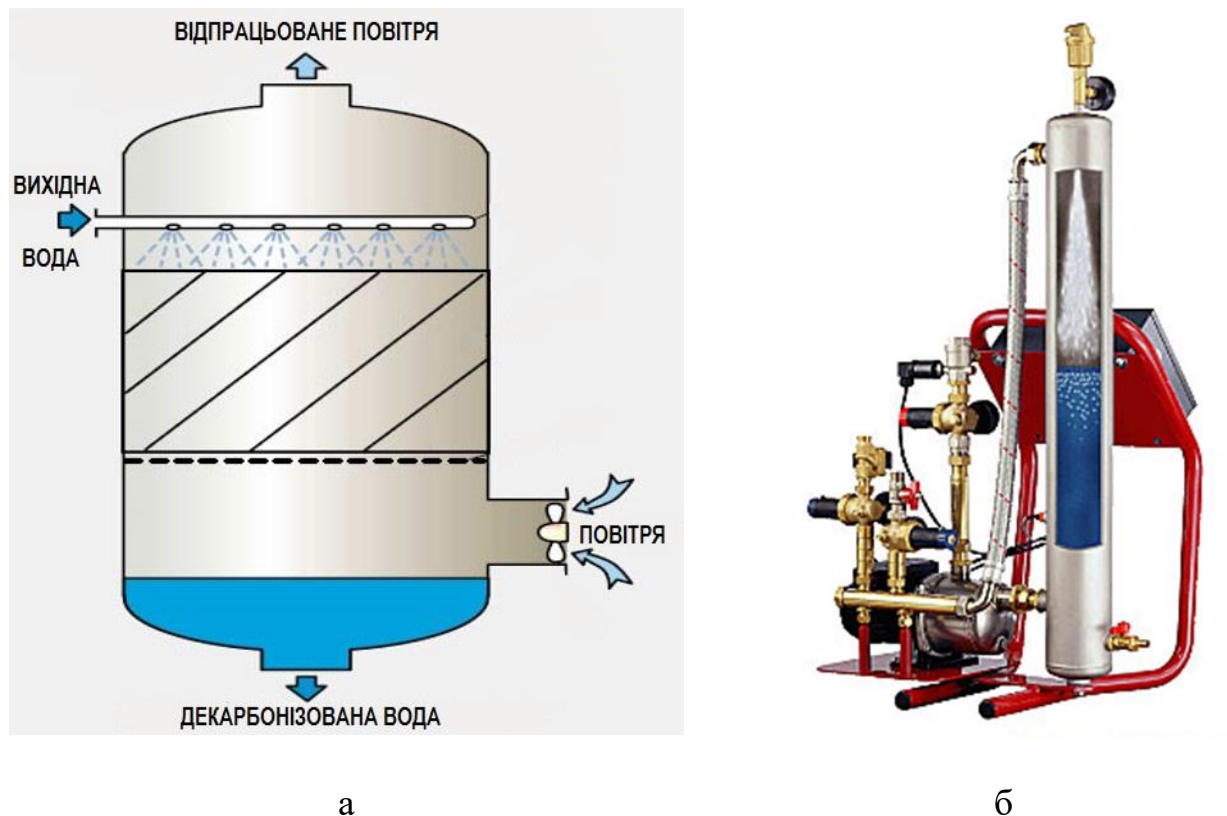 ВІДПРАЦЬОВАНЕ ПОВІТРЯ
ВИХІДНА
ВОДА
ПОВІТРЯ
ДЕКАРБОНІЗОВАНА ВОДА
а
б